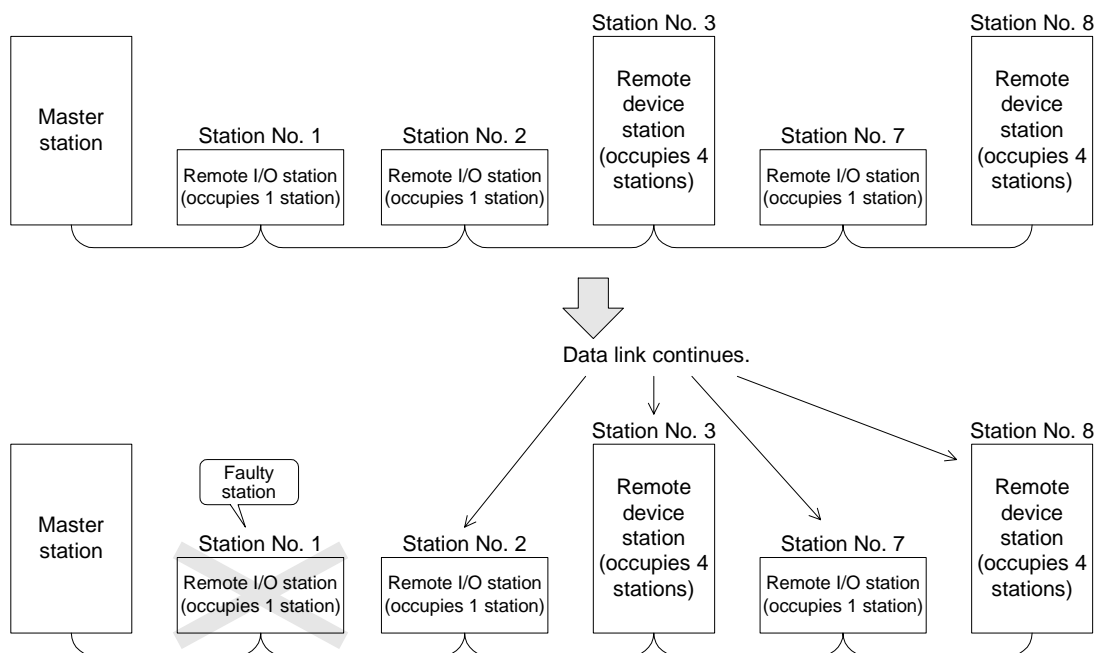 Station No. 3
Station No. 8
Master
station
Station No. 1
Station No. 2
Remote
device
station
(occupies 4
stations)
Station No. 7
Remote
device
station
(occupies 4
stations)
Remote I/O station
(occupies 1 station)
Remote I/O station
(occupies 1 station)
Remote I/O station
(occupies 1 station)
Data link continues.
Station No. 3
Station No. 8
Master
station
Faulty
station
Station No. 1
Station No. 2
Remote
device
station
(occupies 4
stations)
Station No. 7
Remote
device
station
(occupies 4
stations)
Remote I/O station
(occupies 1 station)
Remote I/O station
(occupies 1 station)
Remote I/O station
(occupies 1 station)